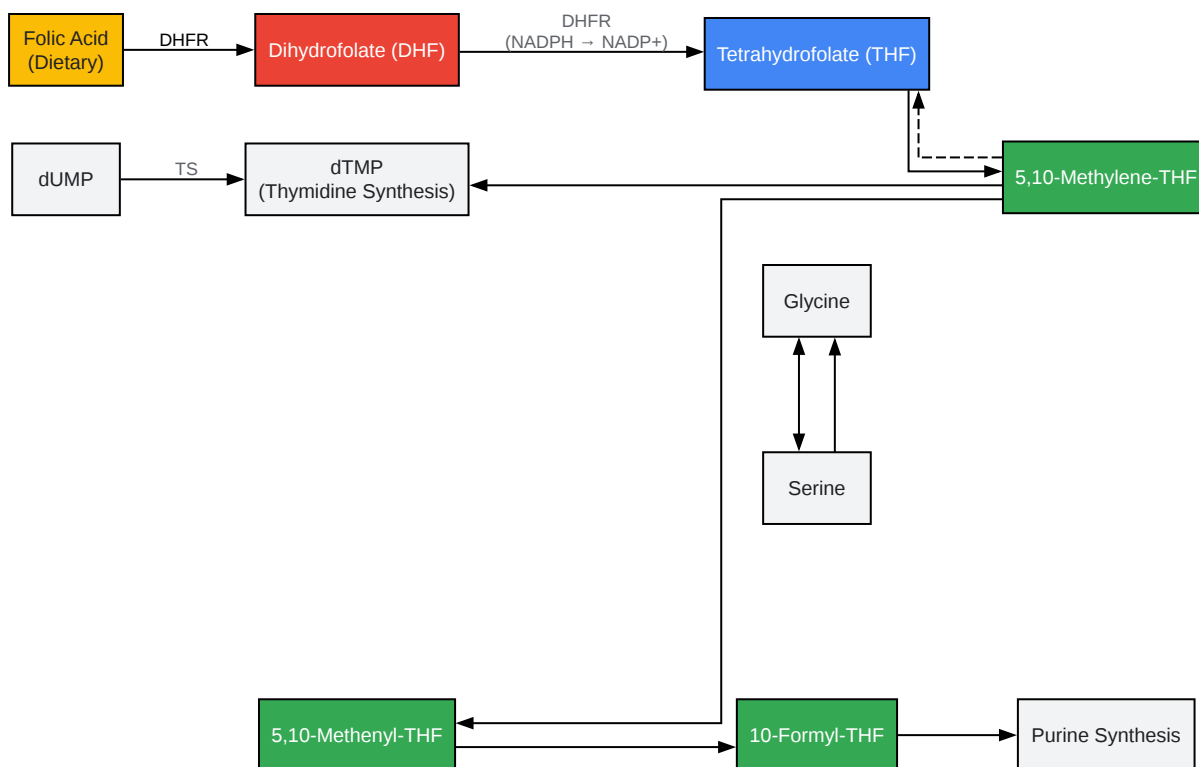 Folic Acid
(Dietary)
DHFR
Dihydrofolate (DHF)
DHFR
(NADPH → NADP+)
Tetrahydrofolate (THF)
dUMP
TS
dTMP
(Thymidine Synthesis)
5,10-Methylene-THF
Glycine
Serine
5,10-Methenyl-THF
10-Formyl-THF
Purine Synthesis